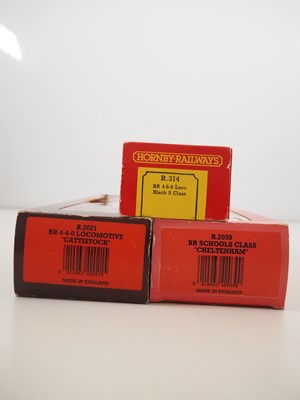 HORNBY-RAILWAYS
R.314
BR 4-6-0 Loco
Black 5 Class
R.2021
BR 4-4-0 LOCOMOTIVE
"CATTISTOCK"
MADE IN ENGLAND
R.2039
BR SCHOOLS CLASS
"CHELTENHAM"
MADE IN ENGLAND